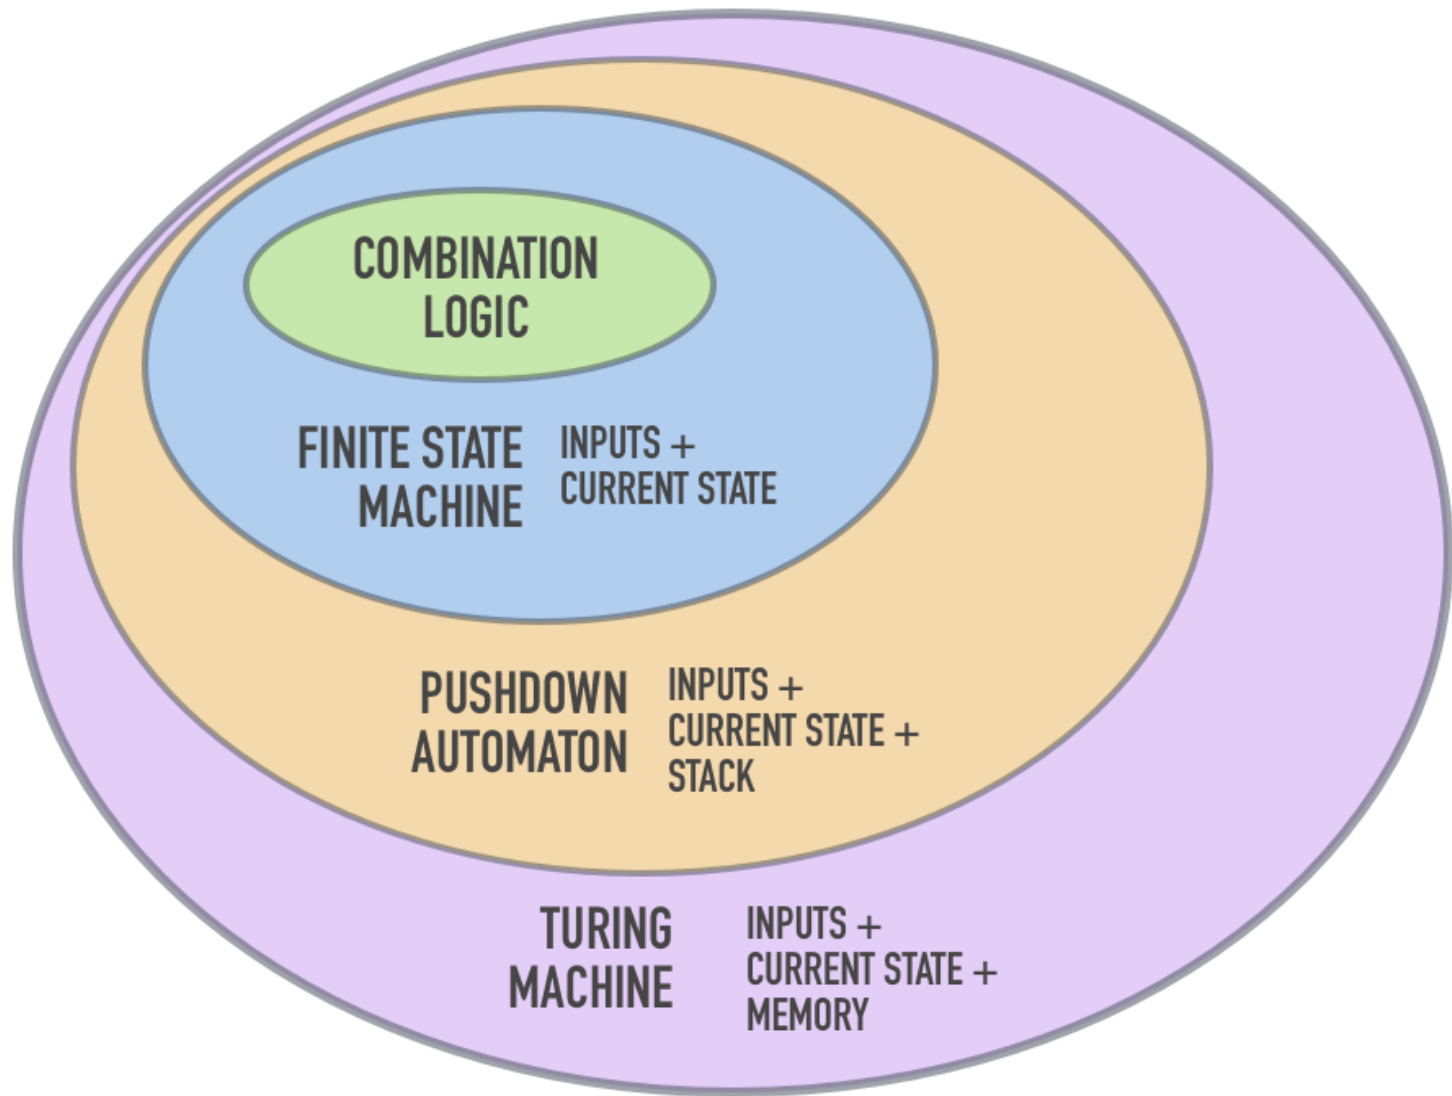 COMBINATION
LOGIC
FINITE STATE
MACHINE
INPUTS +
CURRENT STATE
PUSHDOWN
AUTOMATON
INPUTS +
CURRENT STATE +
STACK
TURING
MACHINE
INPUTS +
CURRENT STATE +
MEMORY